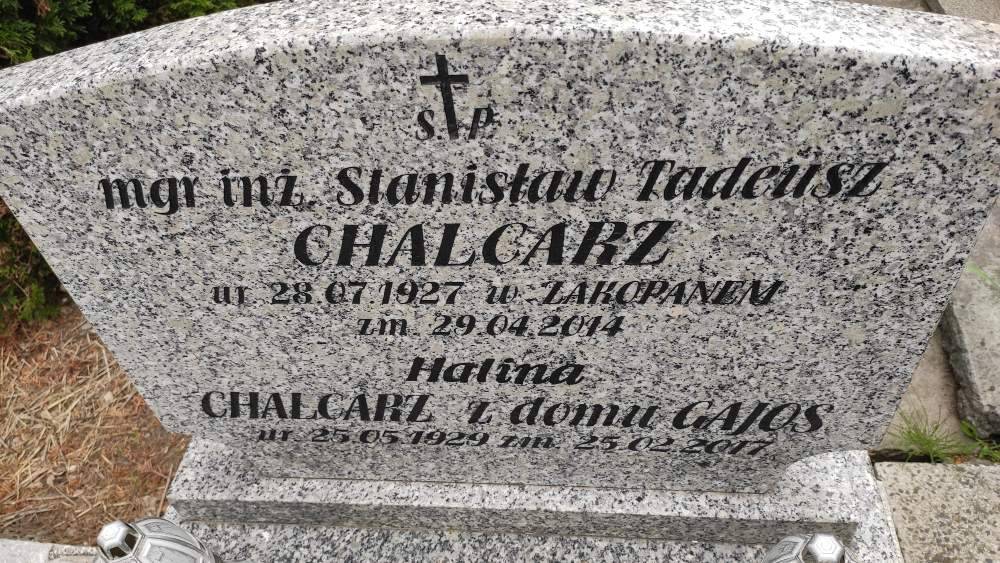 S P
mgr inż. Stanisław Tadeusz
CHALCARZ
ur 28.07.1927 w ZAKOPANEM
zm 29.04.2014
Halina
CHALCARZ z domu GAJOS
ur 25.05.1929 zm. 25.02.2017